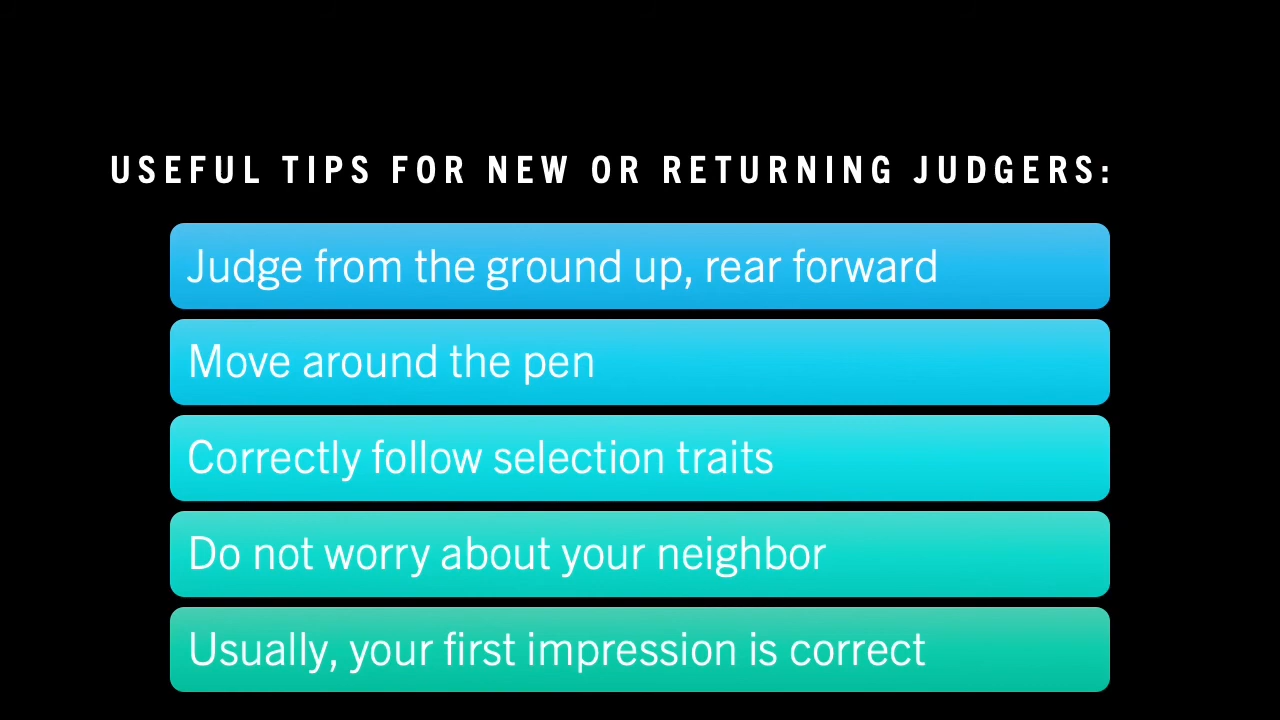 USEFUL TIPS FOR NEW OR RETURNING JUDGERS:
Judge from the ground up, rear forward
Move around the pen
Correctly follow selection traits
Do not worry about your neighbor
Usually, your first impression is correct